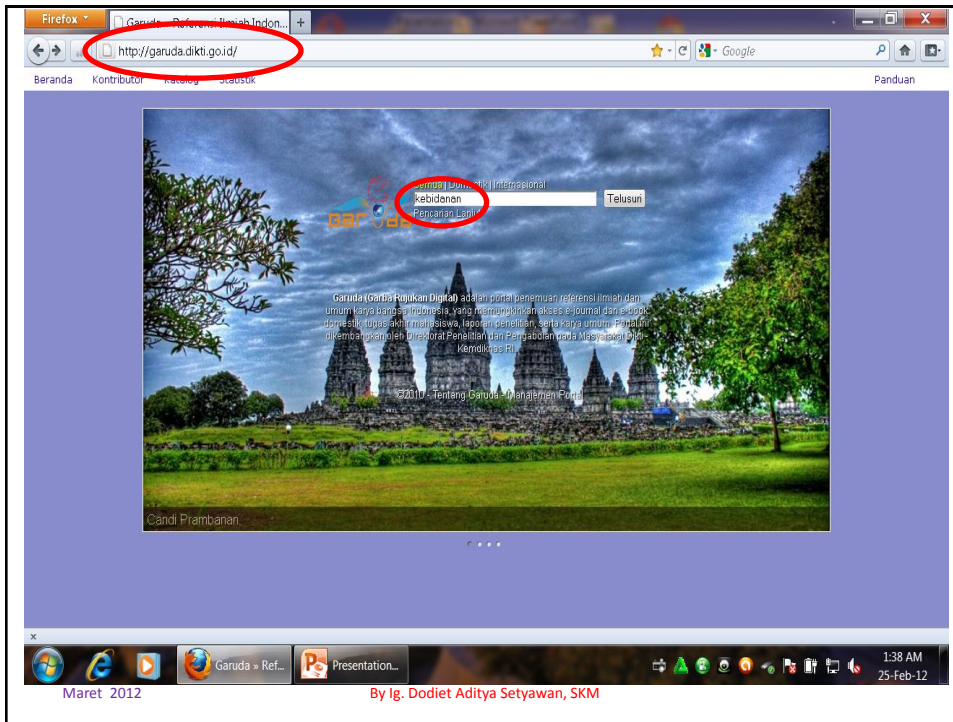 Firefox
Garuda » Referensi Ilmiah Indon...
http://garuda.dikti.go.id/
Google
Beranda Kontributor Katalog Statistik Panduan
Semua | Domestik | Internasional
kebidanan
Telusuri
Pencarian Lanjut
GARUDA
Garuda (Garba Rujukan Digital) adalah portal penemuan referensi ilmiah dan
umum karya bangsa Indonesia, yang memungkinkan akses e-journal dan e-book
domestik, tugas akhir mahasiswa, laporan penelitian, serta karya umum. Portal ini
dikembangkan oleh Direktorat Penelitian dan Pengabdian pada Masyarakat Dikti -
Kemdiknas RI.
©2010 - Tentang Garuda - Manajemen Portal
Candi Prambanan.
x
Garuda » Ref...
Presentation...
1:38 AM
25-Feb-12
Maret 2012
By Ig. Dodiet Aditya Setyawan, SKM